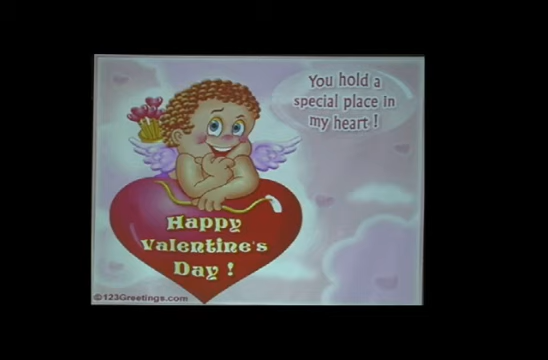 You hold a
special place in
my heart !
Happy
Valentine's
Day !
©123Greetings.com